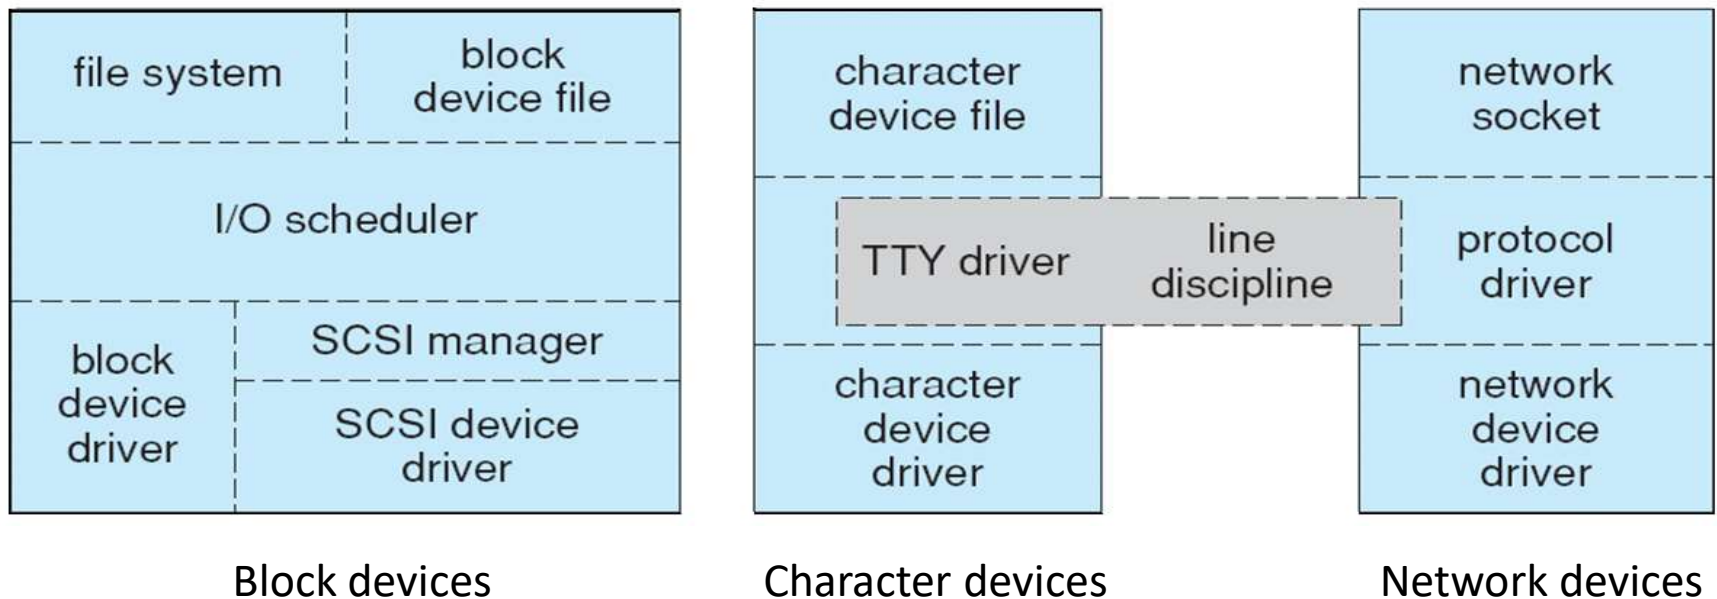 file system
block
device file
I/O scheduler
block
device
driver
SCSI manager
SCSI device
driver
character
device file
TTY driver
line
discipline
character
device
driver
network
socket
protocol
driver
network
device
driver
Block devices
Character devices
Network devices